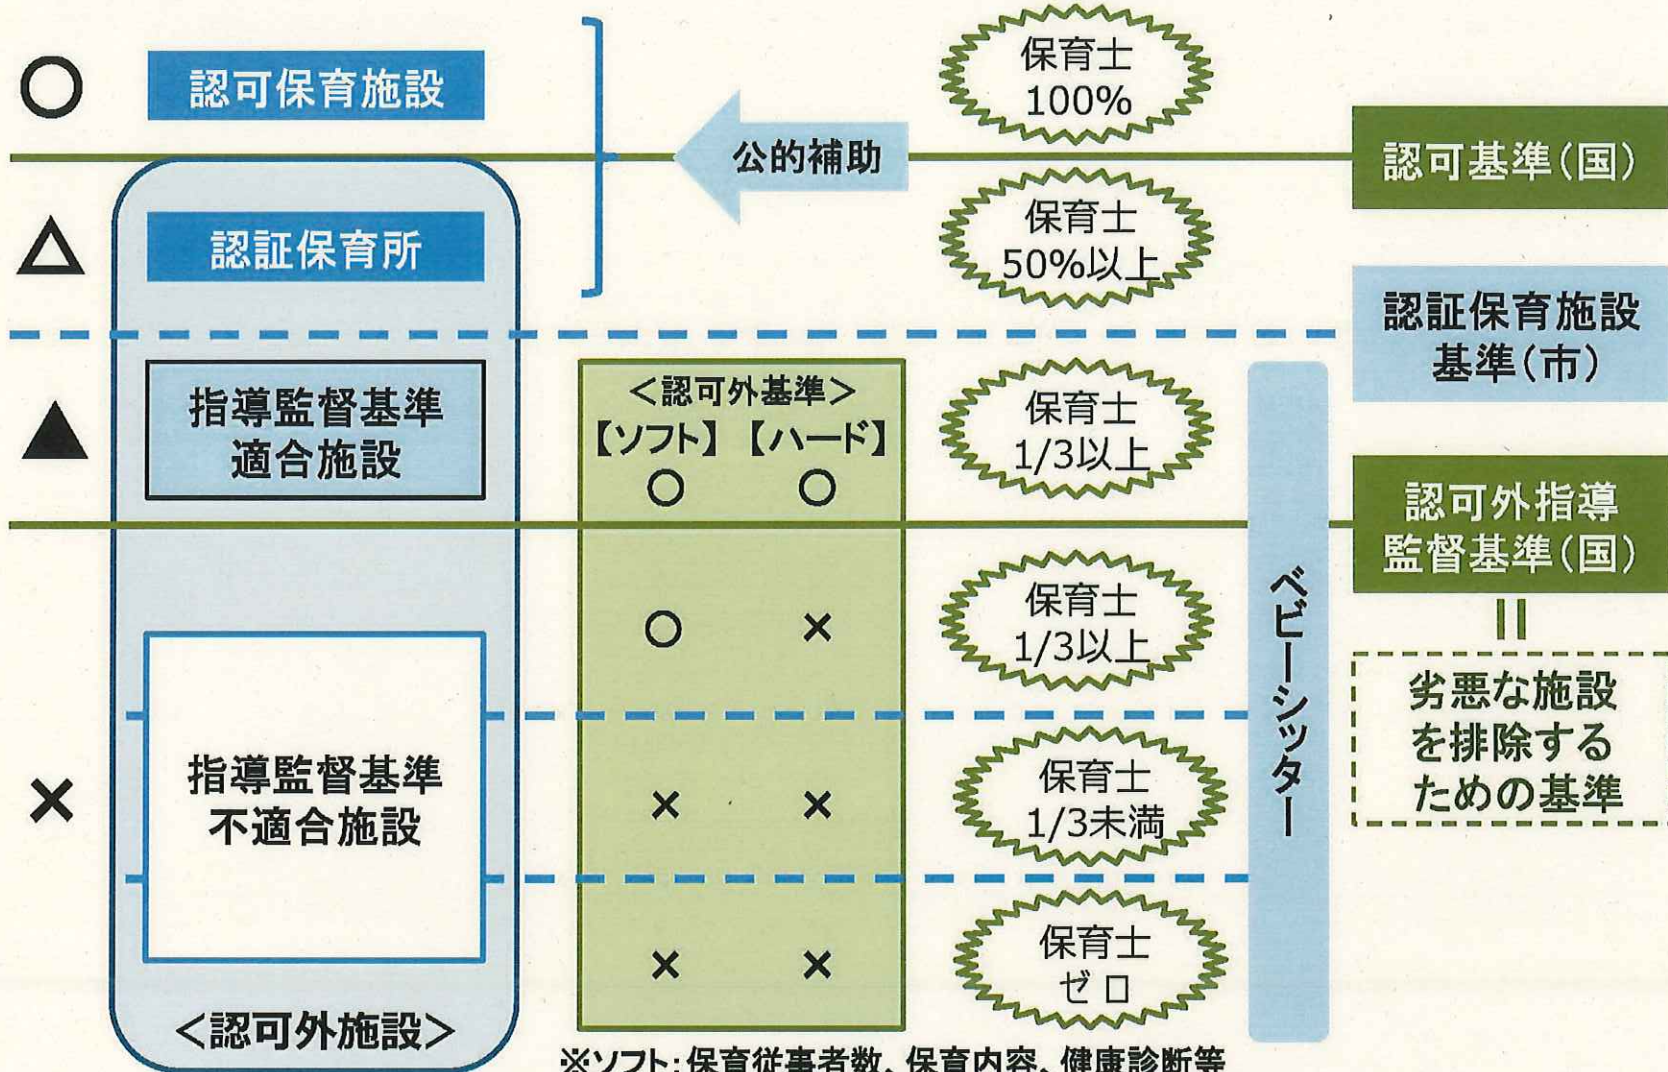 ○
認可保育施設
公的補助
保育士
100%
認可基準(国)
△
認証保育所
保育士
50%以上
認証保育施設
基準(市)
▲
指導監督基準
適合施設
<認可外基準>
【ソフト】 【ハード】
○ ○
保育士
1/3以上
認可外指導
監督基準(国)
||
劣悪な施設
を排除する
ための基準
ベビーシッター
×
指導監督基準
不適合施設
○ ×
保育士
1/3以上
× ×
保育士
1/3未満
× ×
保育士
ゼロ
<認可外施設>
※ソフト:保育従事者数、保育内容、健康診断等